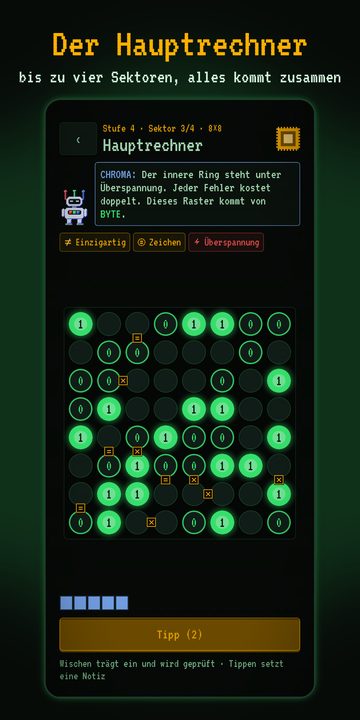 Der Hauptrechner
bis zu vier Sektoren, alles kommt zusammen
‹
Stufe 4 · Sektor 3/4 · 8×8
Hauptrechner
CHROMA: Der innere Ring steht unter
Überspannung. Jeder Fehler kostet
doppelt. Dieses Raster kommt von
BYTE.
≠ Einzigartig
Zeichen
Überspannung
1 0 1 1 0 0
=
0 0 0
0 0 × 0 1
0 1 1 1
1 0 1 0 0 1
= ×
0 1 0 0 1 1
= × ×
1 1 × 1
=
0 1 × 1 0
Tipp (2)
Wischen trägt ein und wird geprüft · Tippen setzt
eine Notiz